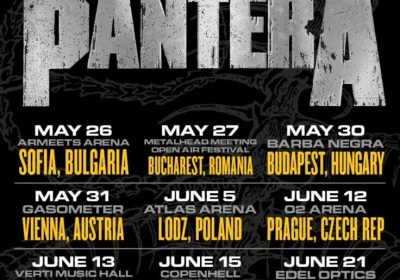 PANTERA
MAY 26
ARMEETS ARENA
SOFIA, BULGARIA
MAY 27
METALHEAD MEETING
OPEN AIR FESTIVAL
BUCHAREST, ROMANIA
MAY 30
BARBA NEGRA
BUDAPEST, HUNGARY
MAY 31
GASOMETER
VIENNA, AUSTRIA
JUNE 5
ATLAS ARENA
LODZ, POLAND
JUNE 12
O2 ARENA
PRAGUE, CZECH REP
JUNE 13
VERTI MUSIC HALL
JUNE 15
COPENHELL
JUNE 21
EDEL OPTICS